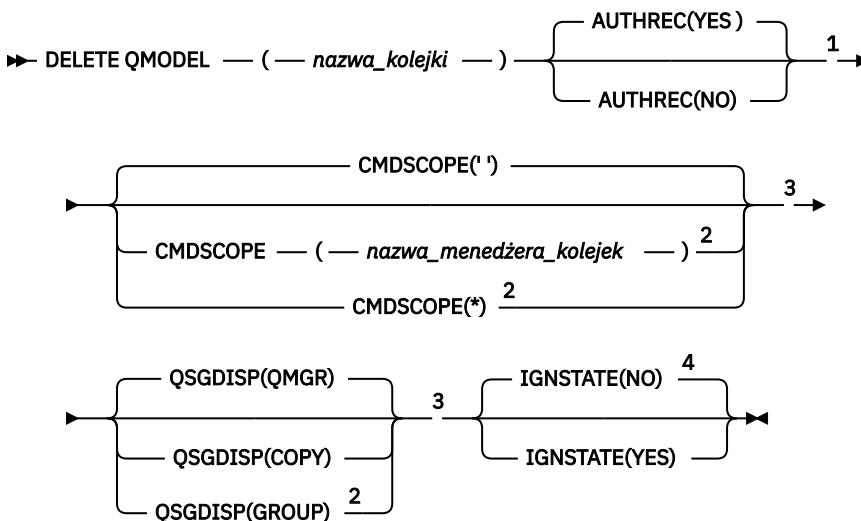 AUTHREC(YES )
DELETE QMODEL ( nazwa_kolejki ) 1
AUTHREC(NO)
CMDSCOPE(' ')
3
CMDSCOPE ( nazwa_menedżera_kolejek ) 2
CMDSCOPE(*) 2
QSGDISP(QMGR) IGNSTATE(NO) 4
3
QSGDISP(COPY) IGNSTATE(YES)
QSGDISP(GROUP) 2